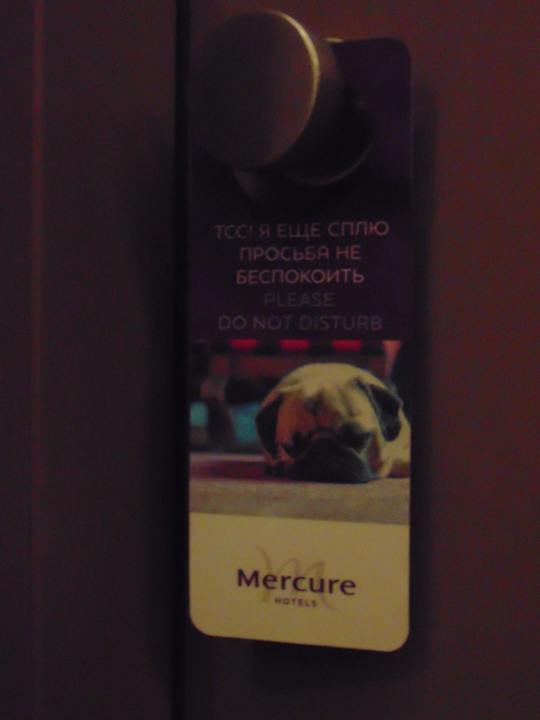 ТСС! Я ЕЩЕ СПЛЮ
ПРОСЬБА НЕ
БЕСПОКОИТЬ
PLEASE
DO NOT DISTURB
Mercure
HOTELS